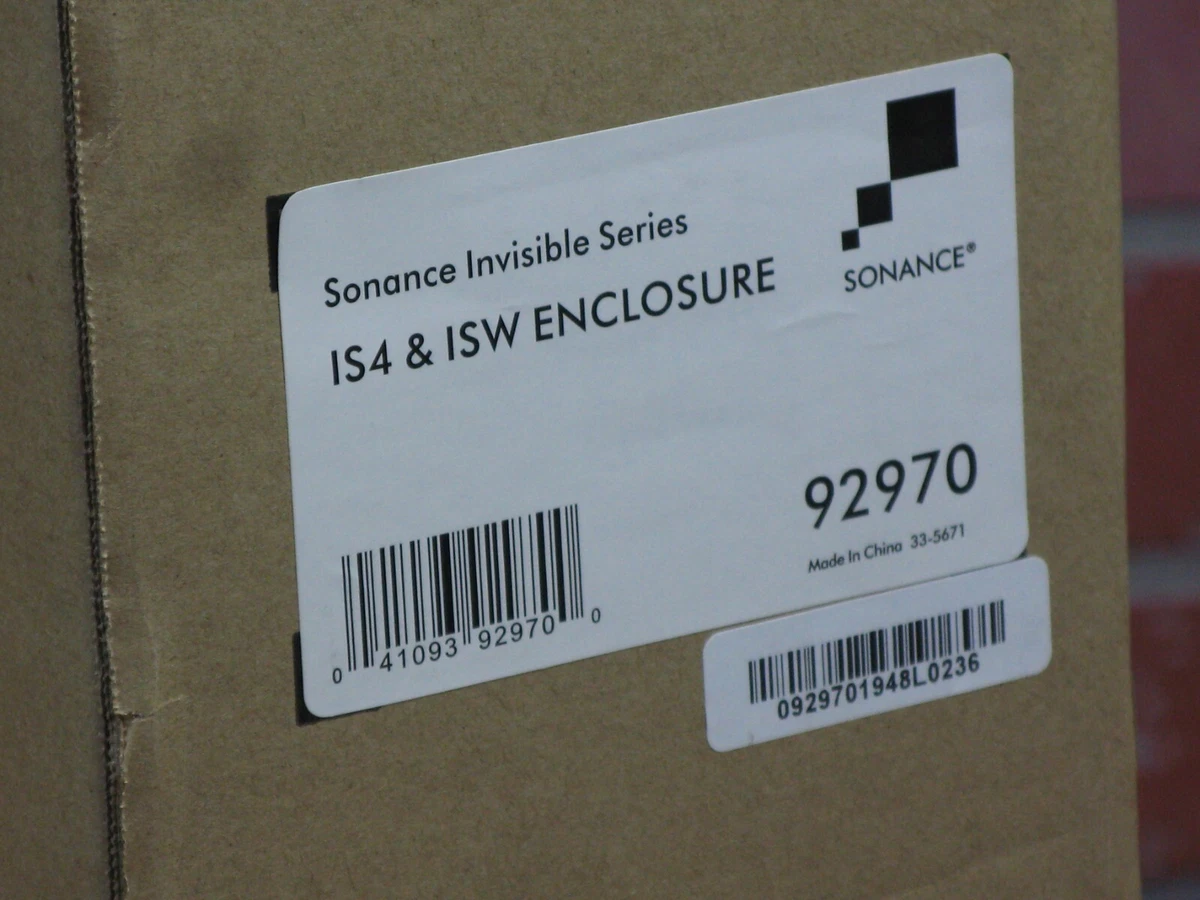 Sonance Invisible Series
IS4 & ISW ENCLOSURE
SONANCE®
92970
Made In China 33-5671
0 41093 92970 0
0929701948L0236